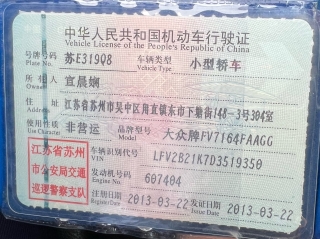 中华人民共和国机动车行驶证
Vehicle License of the People's Republic of China
号牌号码 苏E319Q8 车辆类型 小型轿车
Plate No. Vehicle Type
所有人 宜晨娴
Owner
住址 江苏省苏州市吴中区甪直镇东市下塘街148-3号304室
Address
使用性质 非营运 品牌型号 大众牌FV7164FAAGG
Use Character Model
江苏省苏州 车辆识别代号 LFV2B21K7D3519350
VIN
市公安局交通 发动机号码 607404
Engine No.
巡逻警察支队 注册日期 2013-03-22 发证日期 2013-03-22
Register Date Issue Date